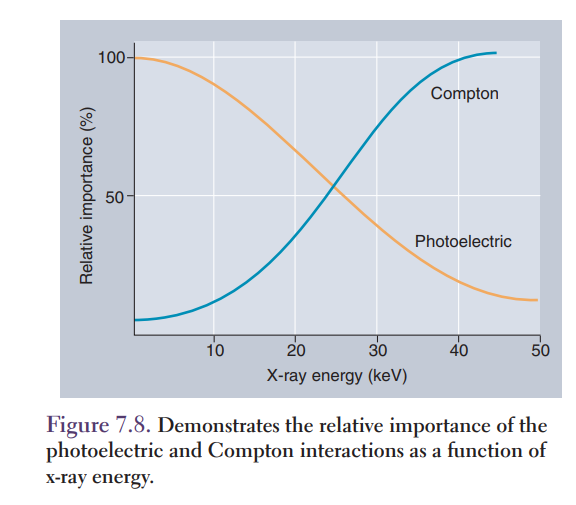 100
Compton
50
Relative importance (%)
Photoelectric
10 20 30 40 50
X-ray energy (keV)
Figure 7.8. Demonstrates the relative importance of the
photoelectric and Compton interactions as a function of
x-ray energy.